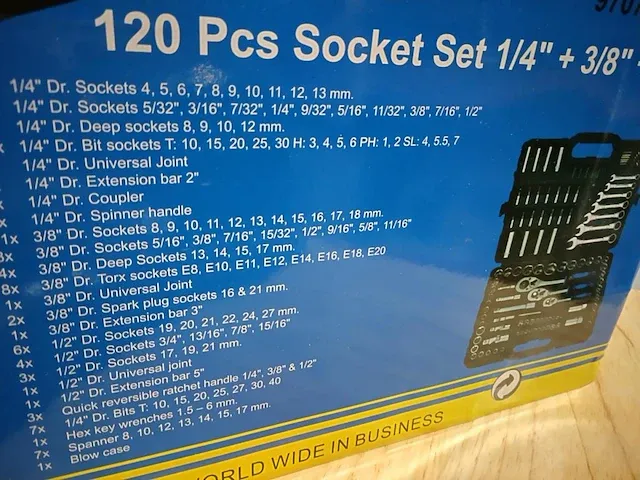 120 Pcs Socket Set 1/4" + 3/8"
1/4" Dr. Sockets 4, 5, 6, 7, 8, 9, 10, 11, 12, 13 mm.
1/4" Dr. Sockets 5/32", 3/16", 7/32", 1/4", 9/32", 5/16", 11/32", 3/8", 7/16", 1/2"
1/4" Dr. Deep sockets 8, 9, 10, 12 mm.
x 1/4" Dr. Bit sockets T: 10, 15, 20, 25, 30 H: 3, 4, 5, 6 PH: 1, 2 SL: 4, 5.5, 7
1/4" Dr. Universal Joint
1/4" Dr. Extension bar 2"
x 1/4" Dr. Coupler
x 1/4" Dr. Spinner handle
1x 3/8" Dr. Sockets 8, 9, 10, 11, 12, 13, 14, 15, 16, 17, 18 mm.
8x 3/8" Dr. Sockets 5/16", 3/8", 7/16", 15/32", 1/2", 9/16", 5/8", 11/16"
4x 3/8" Dr. Deep Sockets 13, 14, 15, 17 mm.
8x 3/8" Dr. Torx sockets E8, E10, E11, E12, E14, E16, E18, E20
1x 3/8" Dr. Universal Joint
2x 3/8" Dr. Spark plug sockets 16 & 21 mm.
1x 3/8" Dr. Extension bar 3"
6x 1/2" Dr. Sockets 19, 20, 21, 22, 24, 27 mm.
4x 1/2" Dr. Sockets 3/4", 13/16", 7/8", 15/16"
3x 1/2" Dr. Sockets 17, 19, 21 mm.
1x 1/2" Dr. Universal joint
1x 1/2" Dr. Extension bar 5"
3x Quick reversible ratchet handle 1/4", 3/8" & 1/2"
7x 1/4" Dr. Bits T: 10, 15, 20, 25, 27, 30, 40
1x Hex key wrenches 1.5 – 6 mm.
7x Spanner 8, 10, 12, 13, 14, 15, 17 mm.
1x Blow case
WORLD WIDE IN BUSINESS